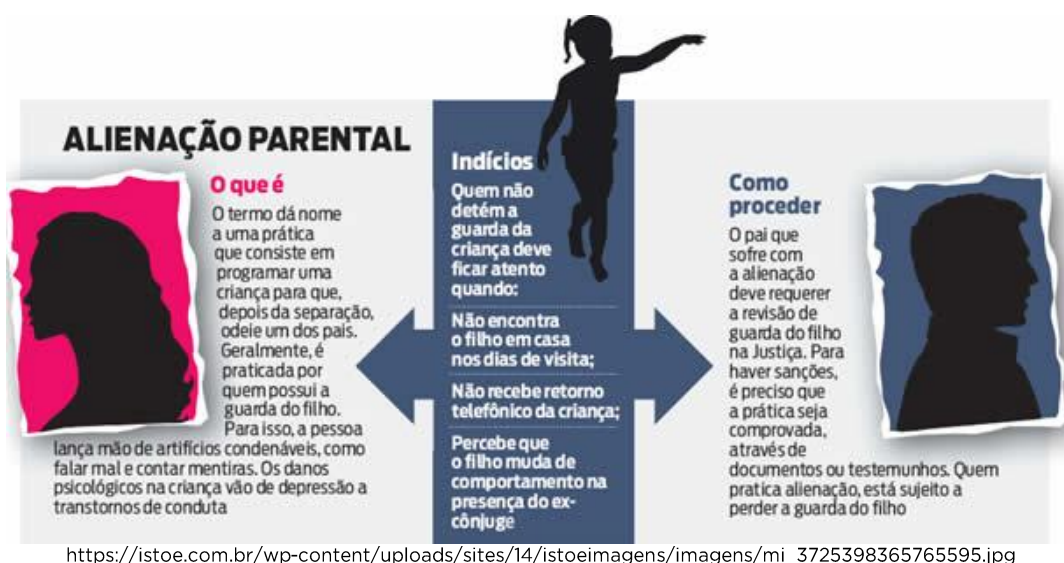 ALIENAÇÃO PARENTAL
O que é
O termo dá nome
a uma prática
que consiste em
programar uma
criança para que,
depois da separação,
odeie um dos pais.
Geralmente, é
praticada por
quem possui a
guarda do filho.
Para isso, a pessoa
lança mão de artifícios condenáveis, como
falar mal e contar mentiras. Os danos
psicológicos na criança vão de depressão a
transtornos de conduta
Indícios
Quem não
detém a
guarda da
criança deve
ficar atento
quando:
Não encontra
o filho em casa
nos dias de visita;
Não recebe retorno
telefônico da criança;
Percebe que
o filho muda de
comportamento na
presença do ex-
cônjuge
Como
proceder
O pai que
sofre com
a alienação
deve requerer
a revisão de
guarda do filho
na Justiça. Para
haver sanções,
é preciso que
a prática seja
comprovada,
através de
documentos ou testemunhos. Quem
pratica alienação, está sujeito a
perder a guarda do filho
https://istoe.com.br/wp-content/uploads/sites/14/istoeimagens/imagens/mi_3725398365765595.jpg